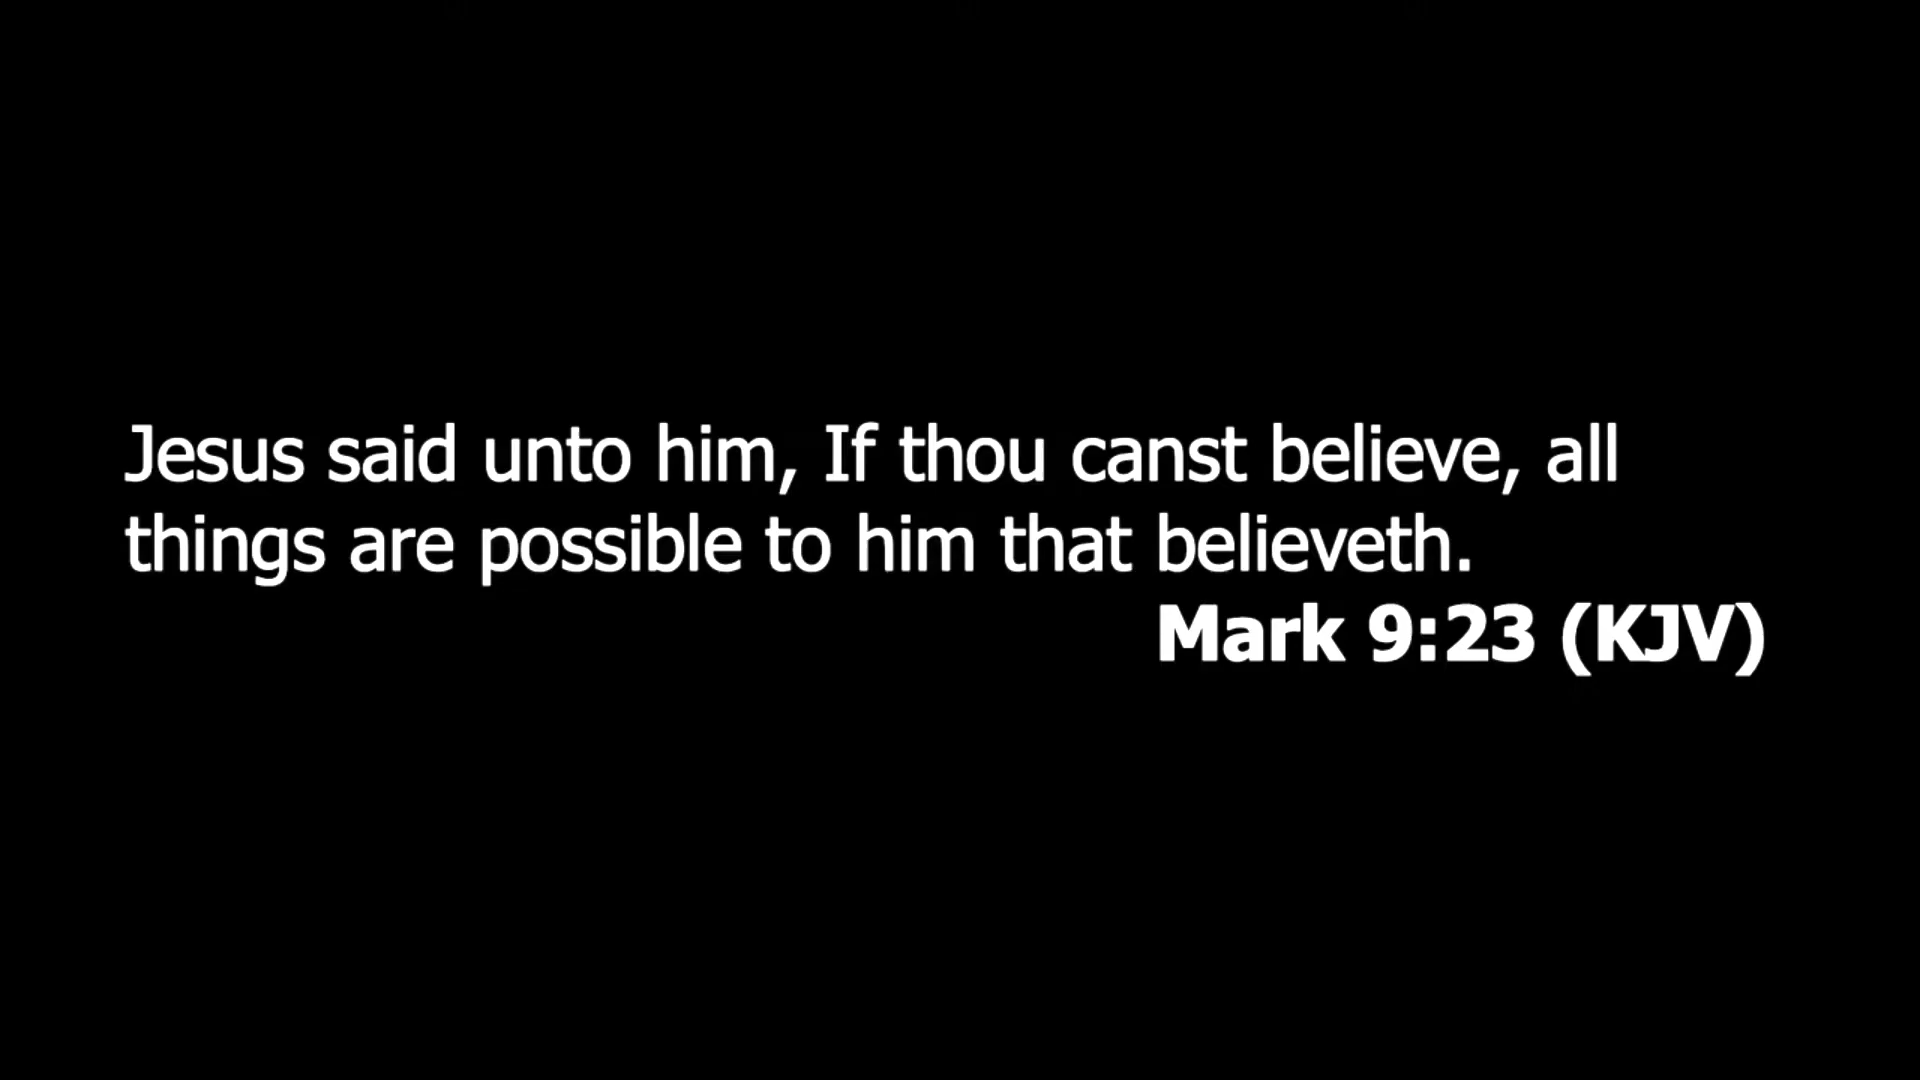 Jesus said unto him, If thou canst believe, all
things are possible to him that believeth.
Mark 9:23 (KJV)